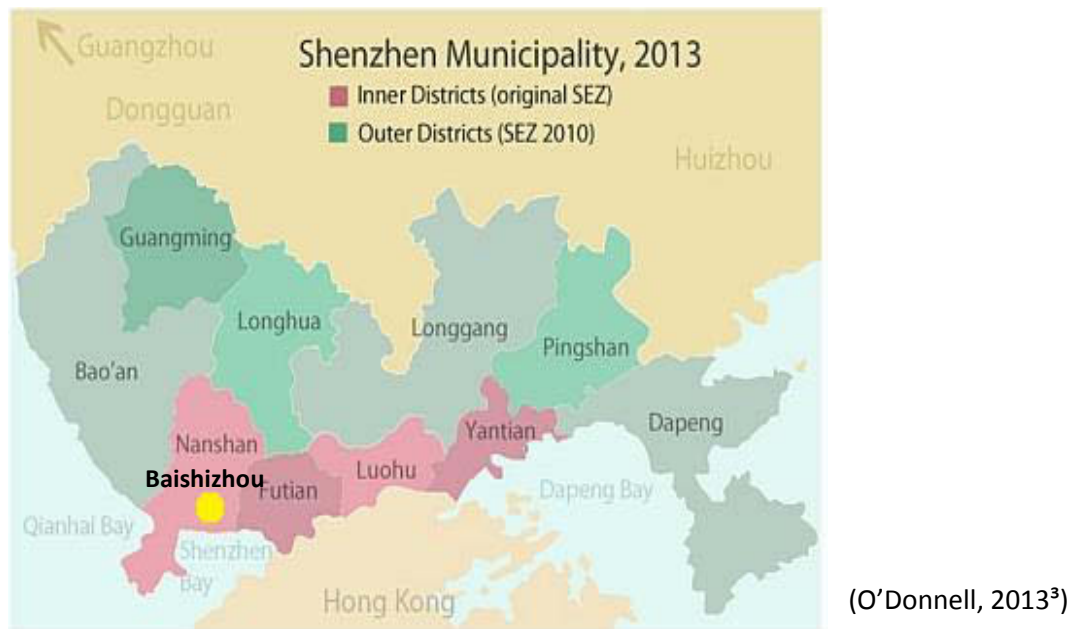 Guangzhou
Shenzhen Municipality, 2013
Inner Districts (original SEZ)
Dongguan
Outer Districts (SEZ 2010)
Huizhou
Guangming
Longhua
Longgang
Pingshan
Bao'an
Nanshan
Yantian
Dapeng
Luohu
Baishizhou
Futian
Dapeng Bay
Qianhai Bay
Shenzhen
Bay
Hong Kong
(O’Donnell, 2013³)